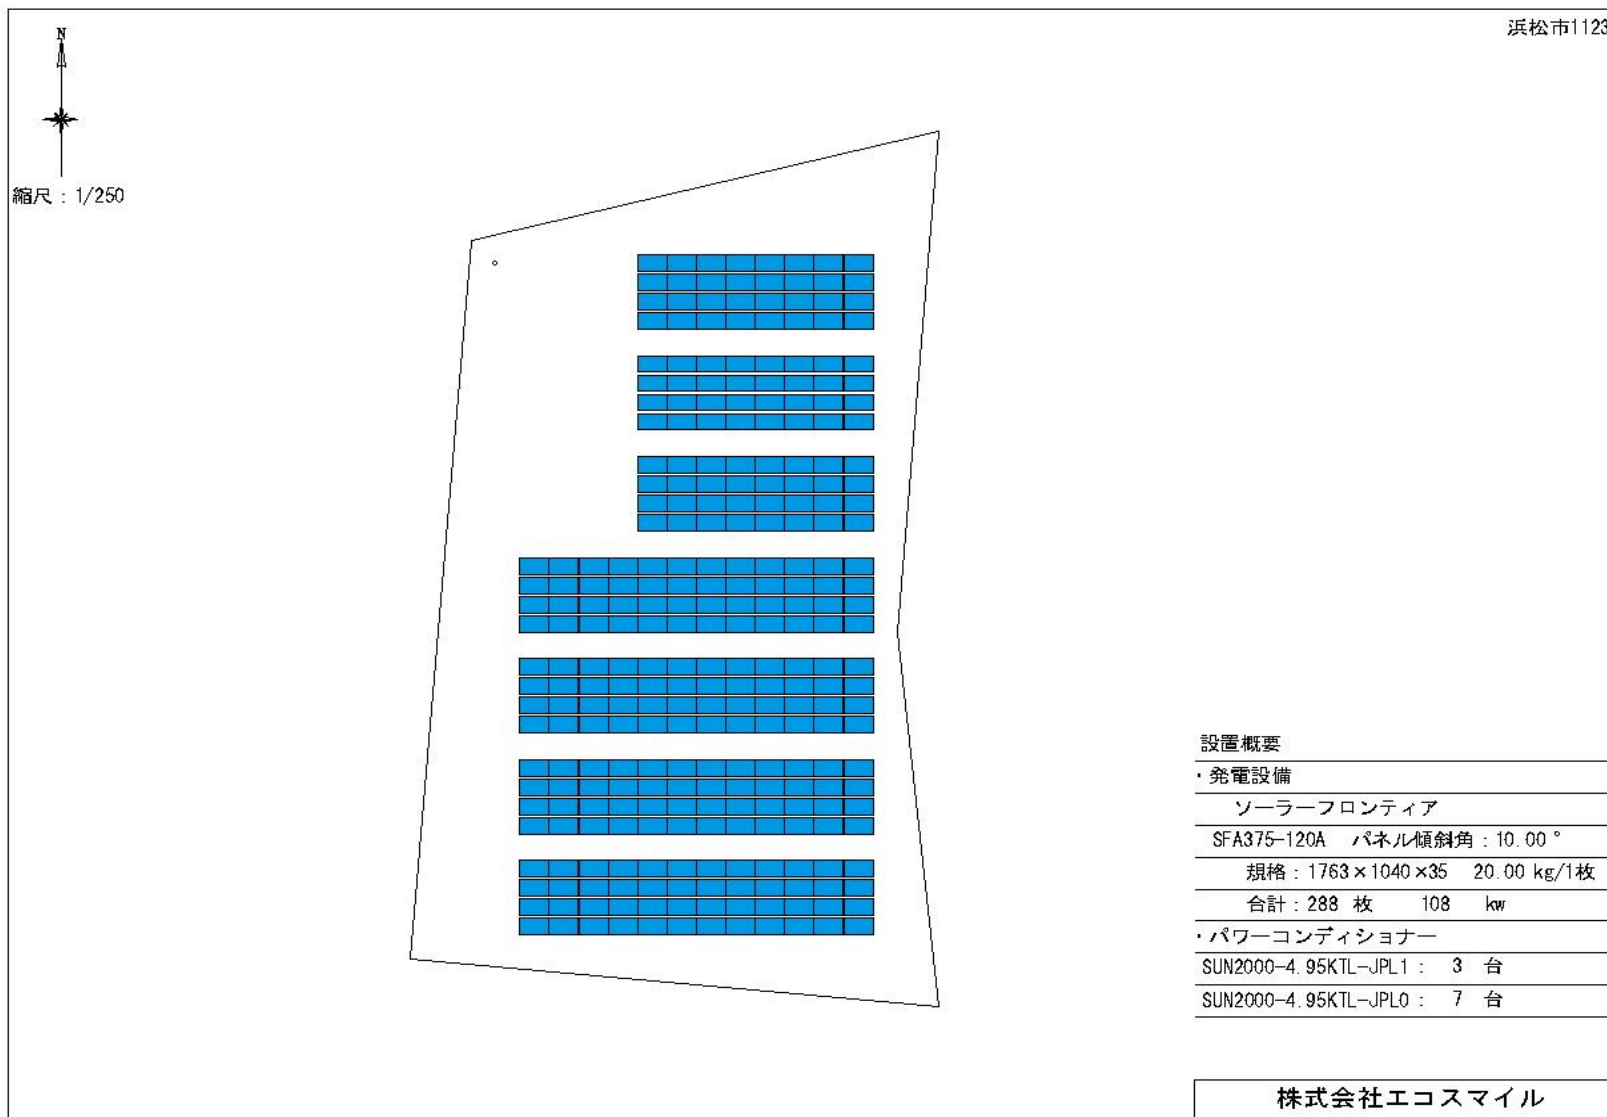 浜松市1123
N
縮尺：1/250
設置概要
・発電設備
ソーラーフロンティア
SFA375-120A パネル傾斜角：10.00°
規格：1763×1040×35 20.00 kg/1枚
合計：288 枚 108 kw
・パワーコンディショナー
SUN2000-4.95KTL-JPL1： 3 台
SUN2000-4.95KTL-JPL0： 7 台
株式会社エコスマイル